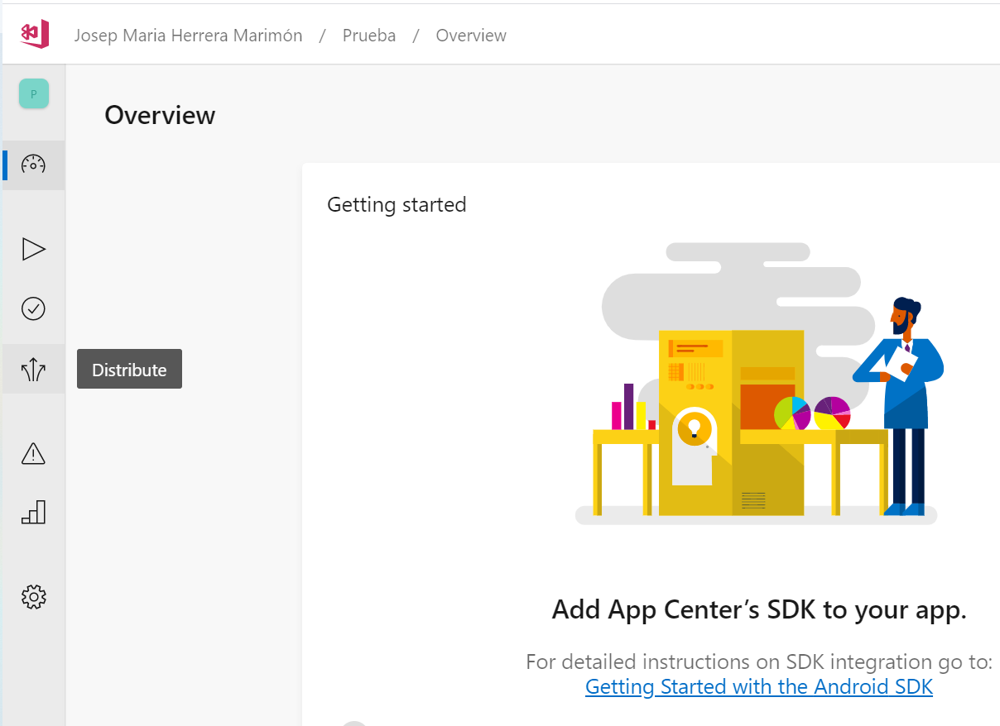 Josep Maria Herrera Marimón / Prueba / Overview
P
Overview
Getting started
Distribute
Add App Center’s SDK to your app.
For detailed instructions on SDK integration go to:
Getting Started with the Android SDK